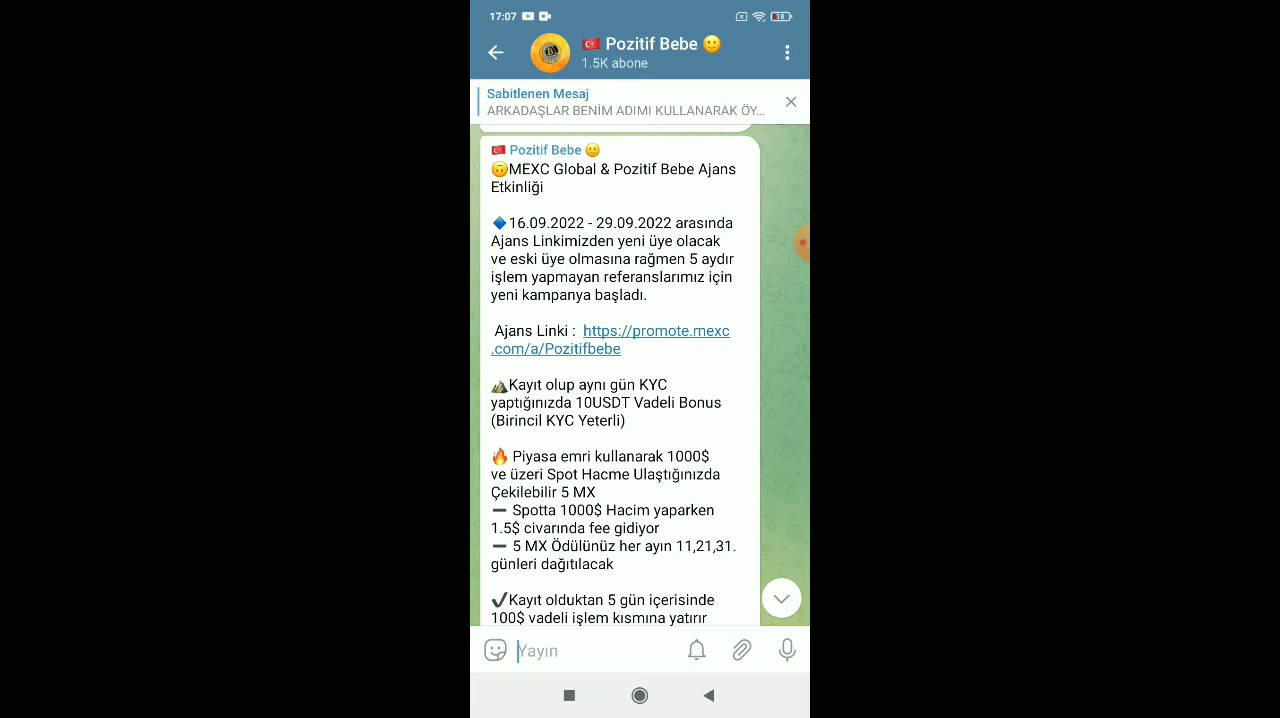 17:07
18
🇹🇷 Pozitif Bebe 🙂
1.5K abone
Sabitlenen Mesaj
ARKADAŞLAR BENİM ADIMI KULLANARAK ÖY...
🇹🇷 Pozitif Bebe 🙂
🙃MEXC Global & Pozitif Bebe Ajans
Etkinliği
🔷16.09.2022 - 29.09.2022 arasında
Ajans Linkimizden yeni üye olacak
ve eski üye olmasına rağmen 5 aydır
işlem yapmayan referanslarımız için
yeni kampanya başladı.
Ajans Linki : https://promote.mexc
.com/a/Pozitifbebe
⛰Kayıt olup aynı gün KYC
yaptığınızda 10USDT Vadeli Bonus
(Birincil KYC Yeterli)
🔥 Piyasa emri kullanarak 1000$
ve üzeri Spot Hacme Ulaştığınızda
Çekilebilir 5 MX
➖ Spotta 1000$ Hacim yaparken
1.5$ civarında fee gidiyor
➖ 5 MX Ödülünüz her ayın 11,21,31.
günleri dağıtılacak
✔Kayıt olduktan 5 gün içerisinde
100$ vadeli işlem kısmına yatırır
Yayın